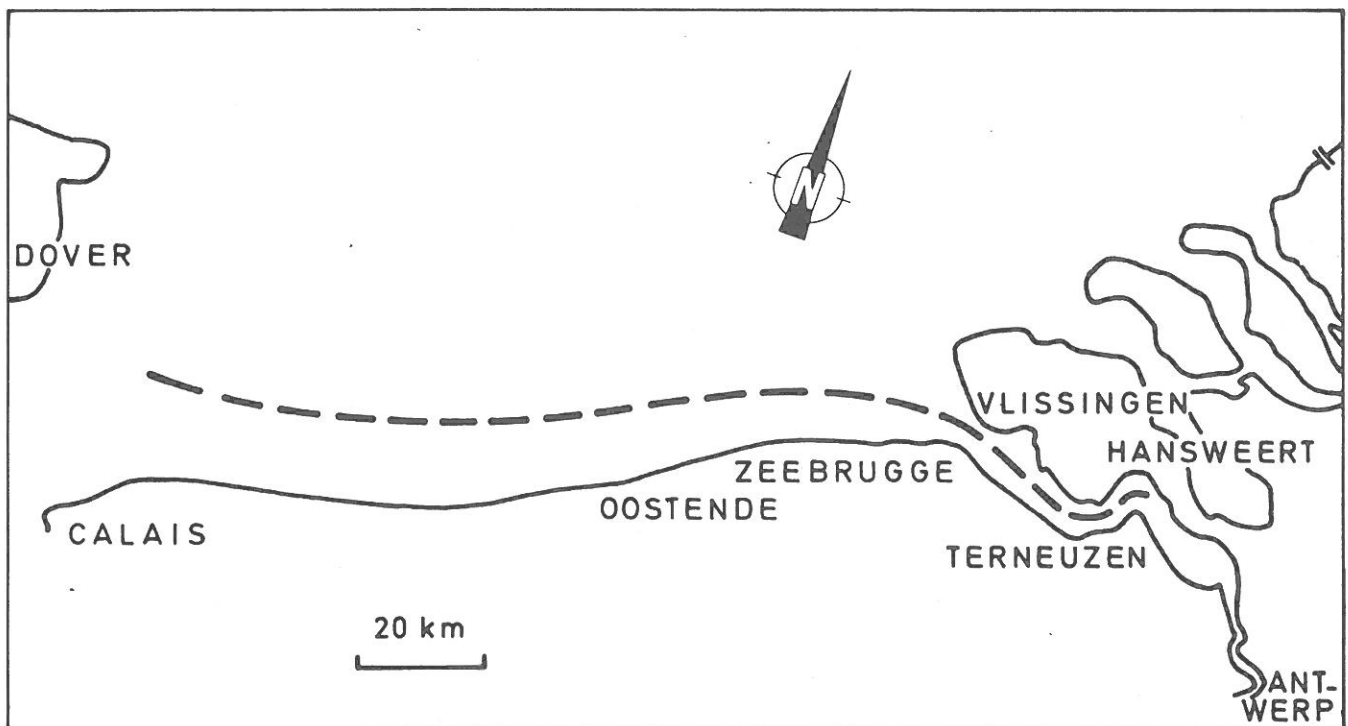 N
DOVER
VLISSINGEN
HANSWEERT
ZEEBRUGGE
OOSTENDE
CALAIS
TERNEUZEN
20 km
ANT-
WERP